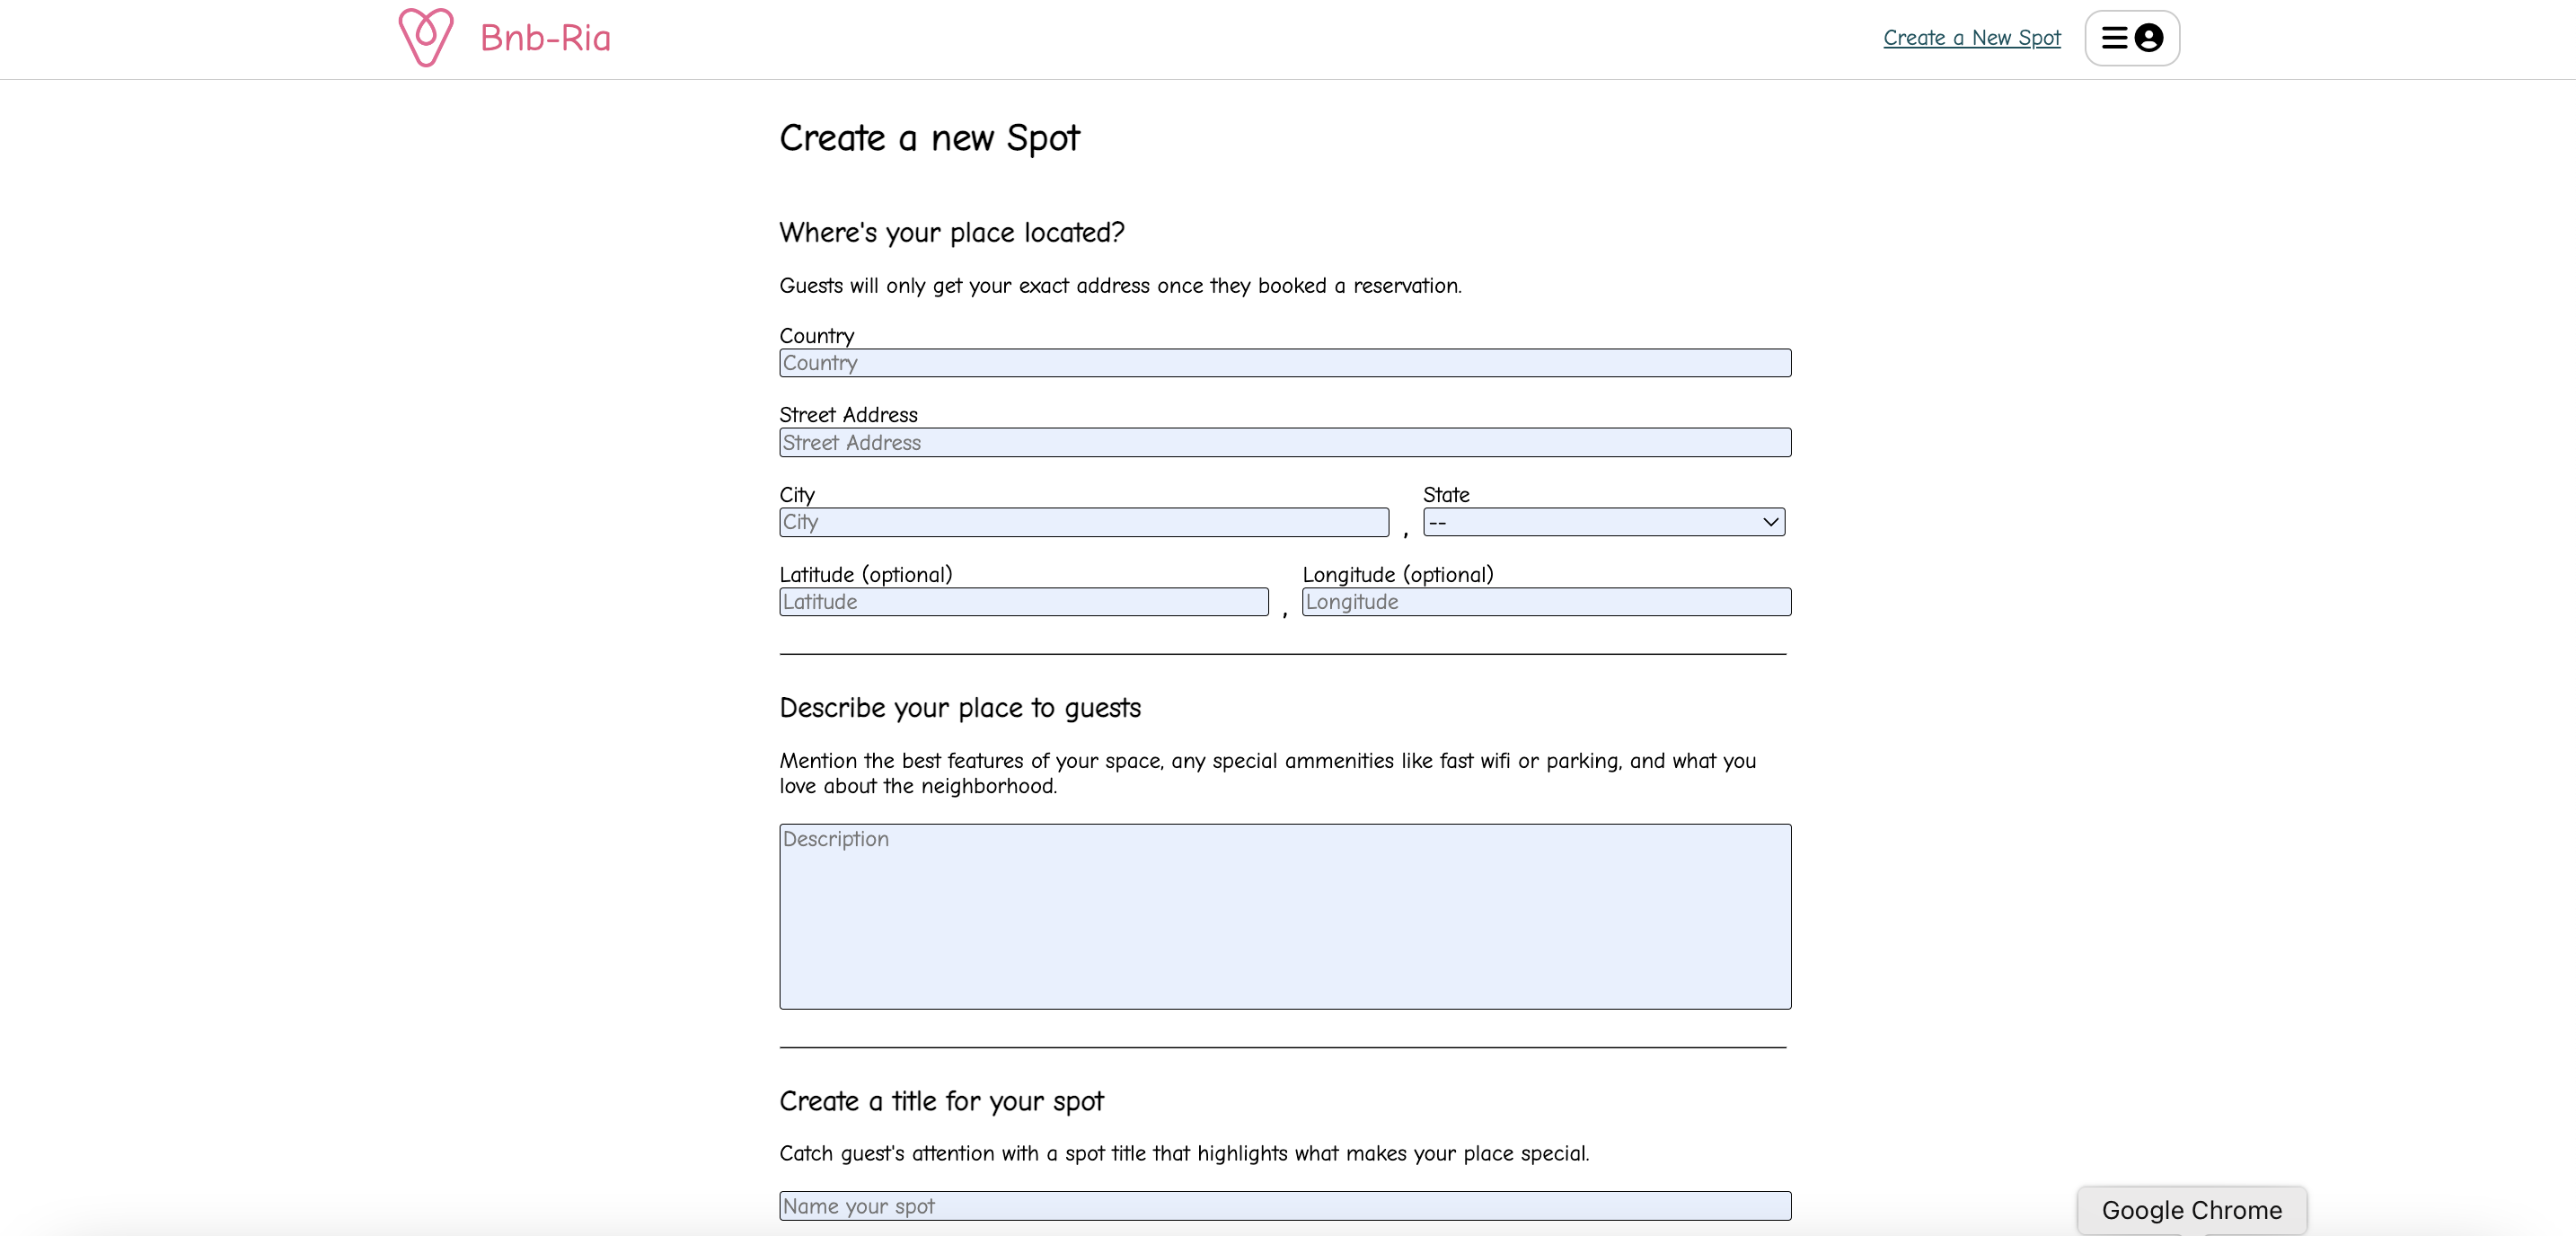 Bnb-Ria
Create a New Spot
Create a new Spot
Where's your place located?
Guests will only get your exact address once they booked a reservation.
Country
Country
Street Address
Street Address
City
State
City
,
--
Latitude (optional)
Longitude (optional)
Latitude
,
Longitude
Describe your place to guests
Mention the best features of your space, any special ammenities like fast wifi or parking, and what you
love about the neighborhood.
Description
Create a title for your spot
Catch guest's attention with a spot title that highlights what makes your place special.
Name your spot
Google Chrome